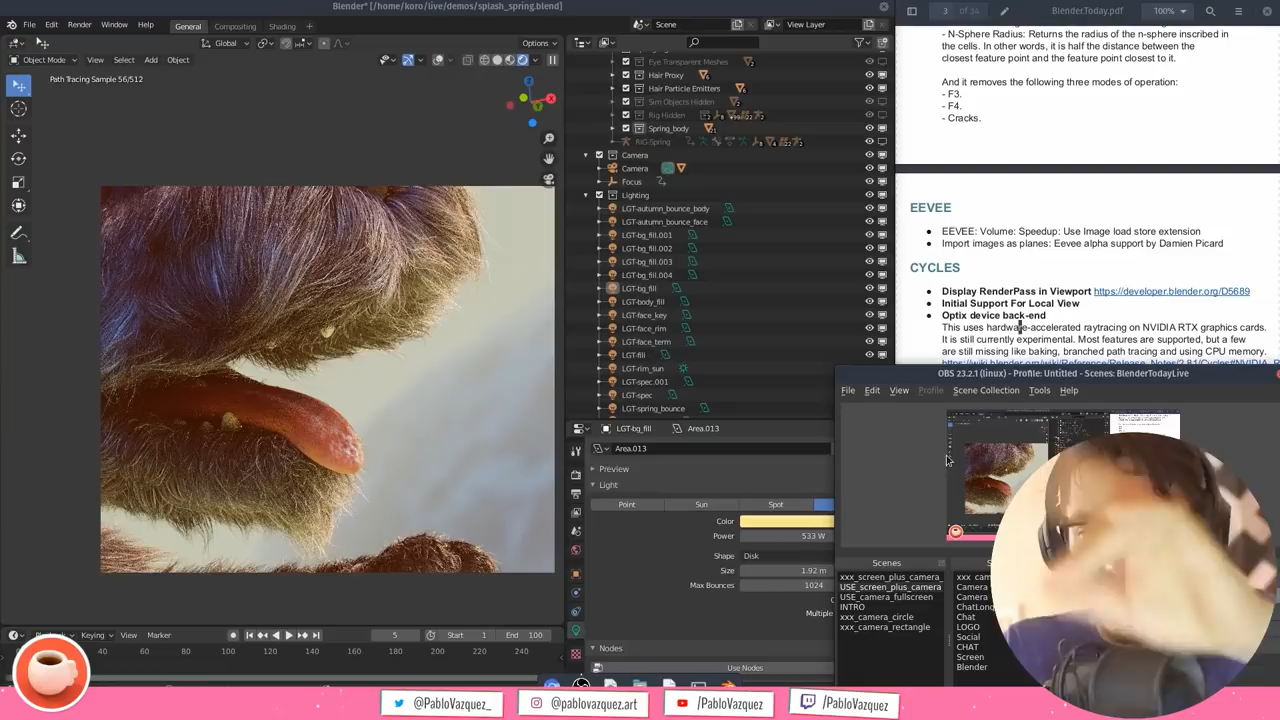 Blender* [/home/koro/live/demos/splash_spring.blend]
File Edit Render Window Help General Compositing Shading Scene View Layer
Global Options
Object Mode View Select Add Object
Path Tracing Sample 56/512
Eye Transparent Meshes
Hair Proxy
Hair Particle Emitters
Sim Objects Hidden
Rig Hidden
Spring_body
RIG-Spring
Camera
Camera
Focus
Lighting
LGT-autumn_bounce_body
LGT-autumn_bounce_face
LGT-bg_fill.001
LGT-bg_fill.002
LGT-bg_fill.003
LGT-bg_fill.004
LGT-bg_fill
LGT-body_fill
LGT-face_key
LGT-face_rim
LGT-face_term
LGT-fill
LGT-rim_sun
LGT-spec.001
LGT-spec
LGT-spring_bounce
LGT-bg_fill Area.013
Area.013
Preview
Light
Point Sun Spot
Color
Power 533 W
Shape Disk
Size 1.92 m
Max Bounces 1024
Multiple
Nodes
Use Nodes
Keying View Marker 5 Start 1 End 100
40 60 80 100 120 140 160 180 200 220 240
3 of 34 Blender.Today.pdf 100%
- N-Sphere Radius: Returns the radius of the n-sphere inscribed in
the cells. In other words, it is half the distance between the
closest feature point and the feature point closest to it.
And it removes the following three modes of operation:
- F3.
- F4.
- Cracks.
EEVEE
● EEVEE: Volume: Speedup: Use Image load store extension
● Import images as planes: Eevee alpha support by Damien Picard
CYCLES
● Display RenderPass in Viewport https://developer.blender.org/D5689
● Initial Support For Local View
● Optix device back-end
This uses hardware-accelerated raytracing on NVIDIA RTX graphics cards.
It is still currently experimental. Most features are supported, but a few
are still missing like baking, branched path tracing and using CPU memory.
OBS 23.2.1 (linux) - Profile: Untitled - Scenes: BlenderTodayLive
File Edit View Profile Scene Collection Tools Help
Scenes
xxx_screen_plus_camera_
USE_screen_plus_camera
USE_camera_fullscreen
INTRO
xxx_camera_circle
xxx_camera_rectangle
xxx cam
Camera
Camera
ChatLong
Chat
LOGO
Social
CHAT
Screen
Blender
@PabloVazquez_ @pablovazquez.art /PabloVazquez /PabloVazquez